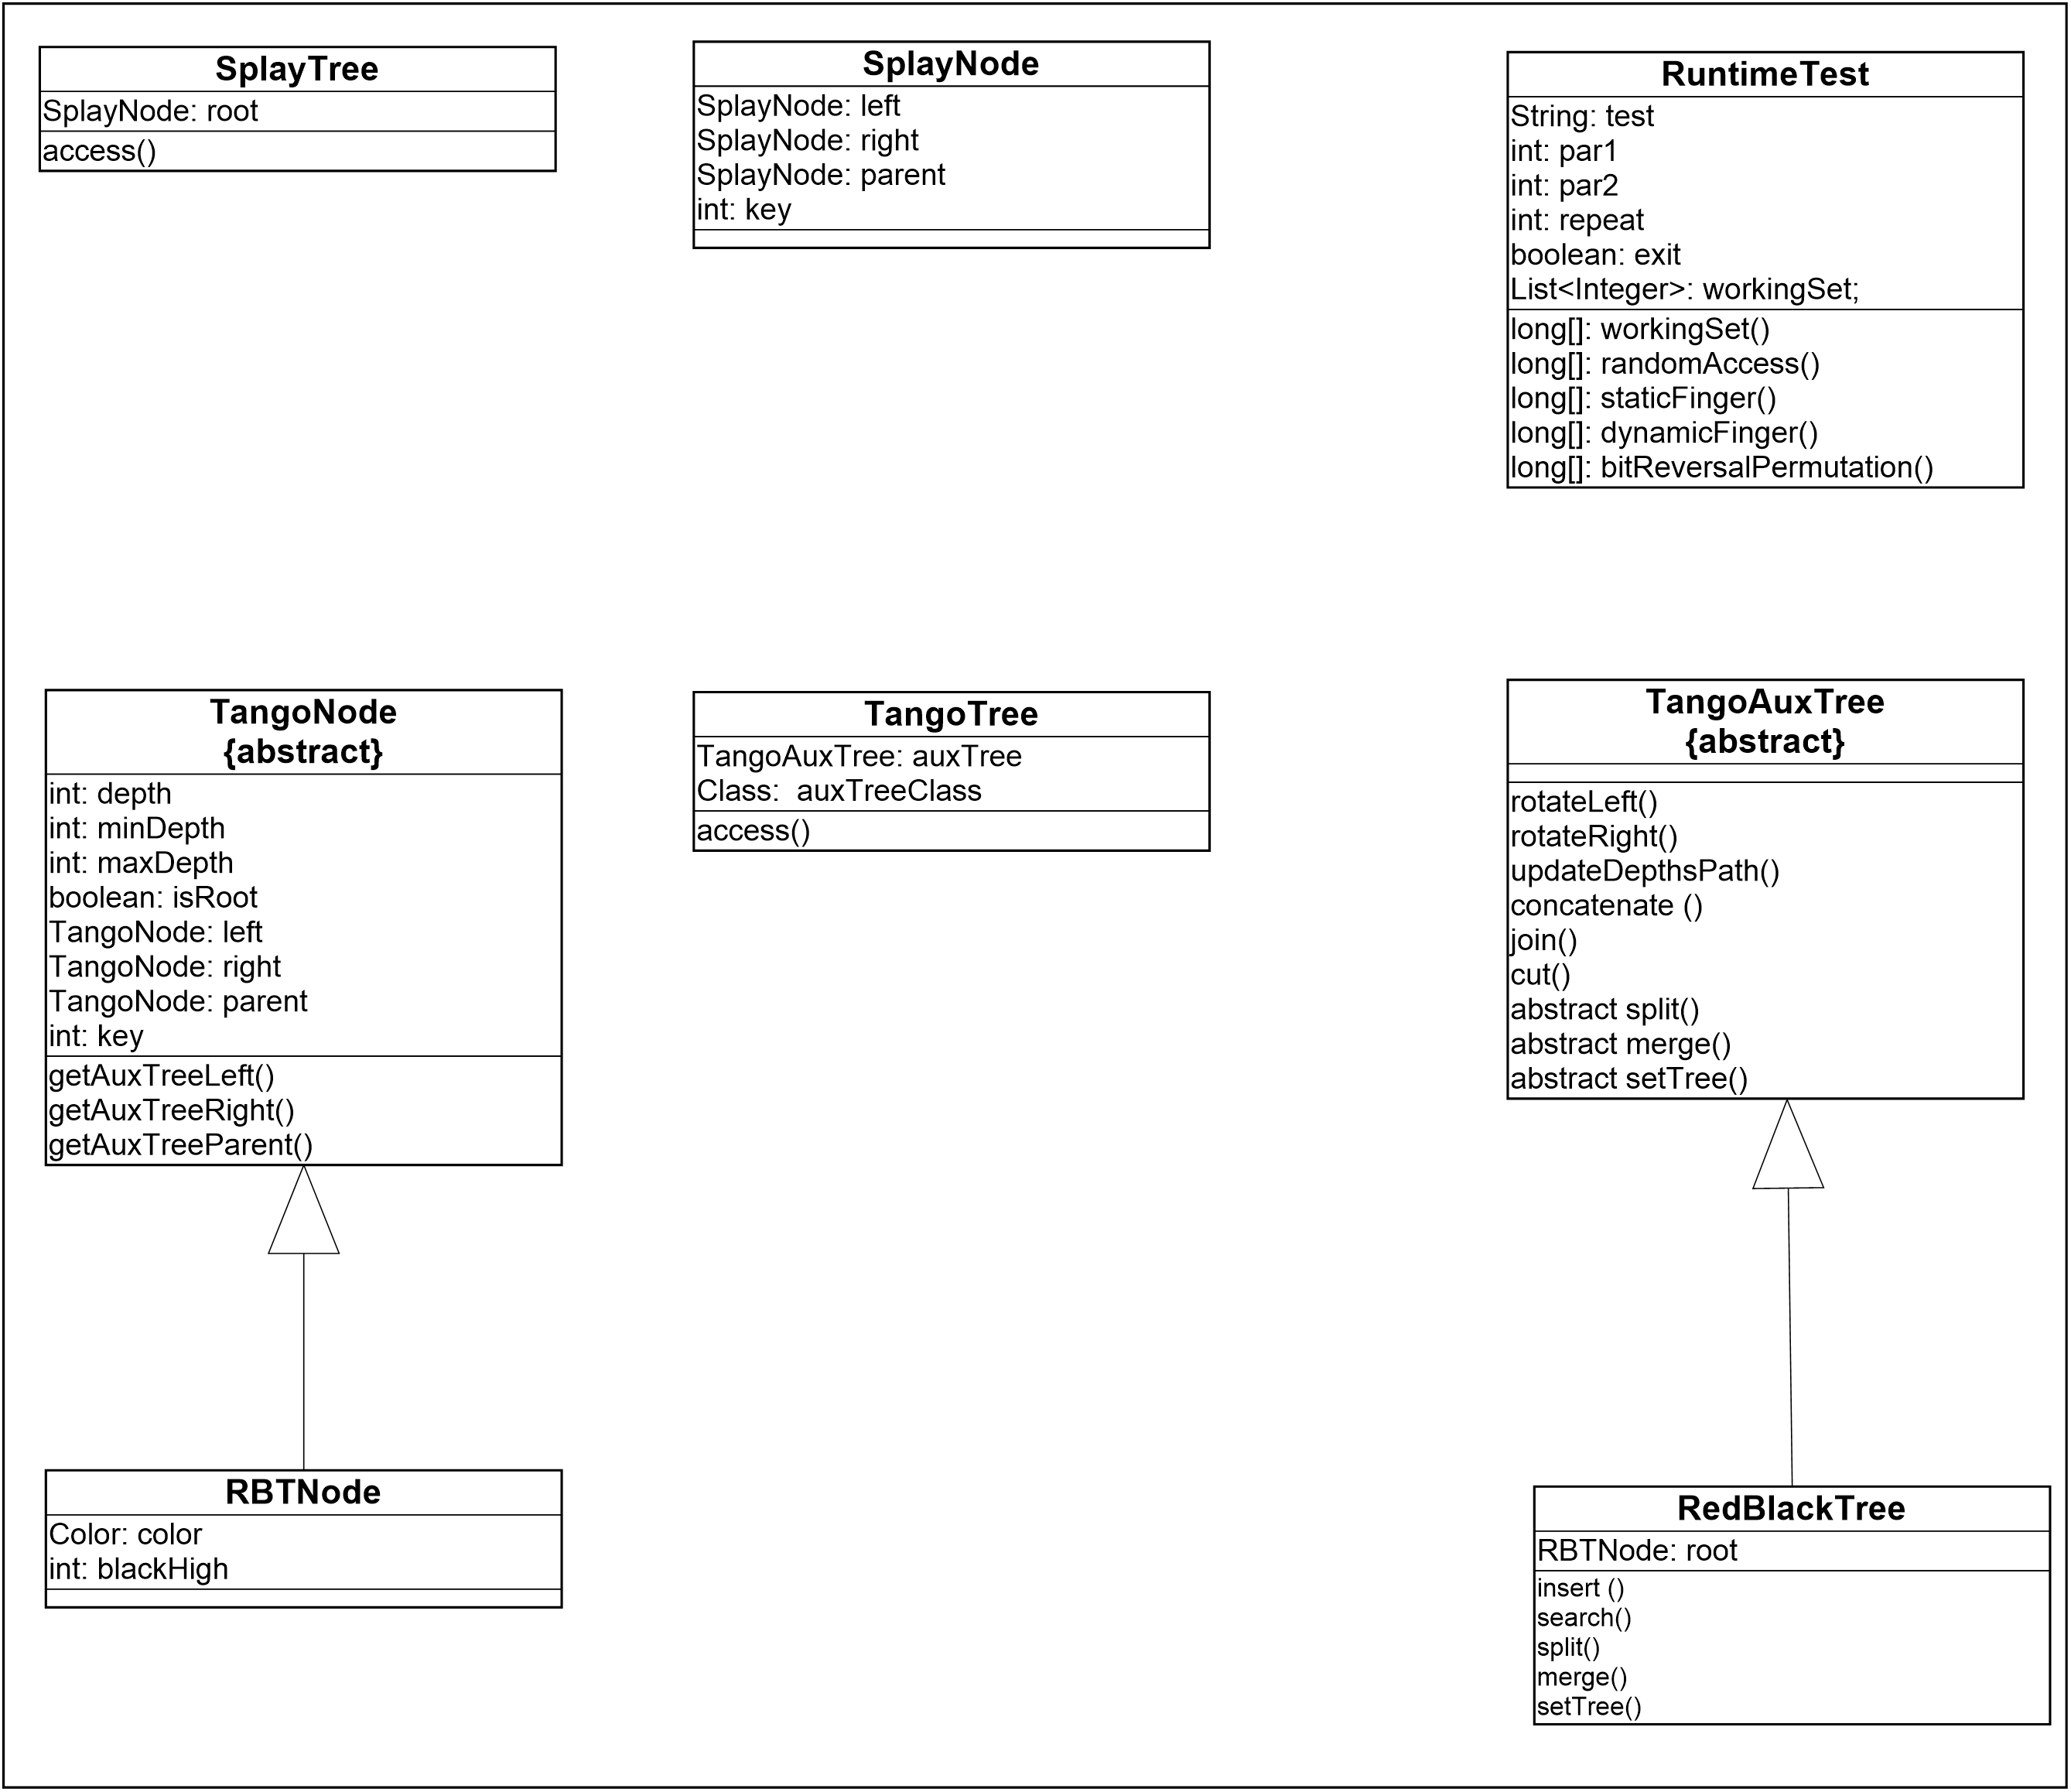 SplayTree
SplayNode: root
access()
SplayNode
SplayNode: left
SplayNode: right
SplayNode: parent
int: key
RuntimeTest
String: test
int: par1
int: par2
int: repeat
boolean: exit
List<Integer>: workingSet;
long[]: workingSet()
long[]: randomAccess()
long[]: staticFinger()
long[]: dynamicFinger()
long[]: bitReversalPermutation()
TangoNode
{abstract}
int: depth
int: minDepth
int: maxDepth
boolean: isRoot
TangoNode: left
TangoNode: right
TangoNode: parent
int: key
getAuxTreeLeft()
getAuxTreeRight()
getAuxTreeParent()
TangoTree
TangoAuxTree: auxTree
Class:  auxTreeClass
access()
TangoAuxTree
{abstract}
rotateLeft()
rotateRight()
updateDepthsPath()
concatenate ()
join()
cut()
abstract split()
abstract merge()
abstract setTree()
RBTNode
Color: color
int: blackHigh
RedBlackTree
RBTNode: root
insert ()
search()
split()
merge()
setTree()